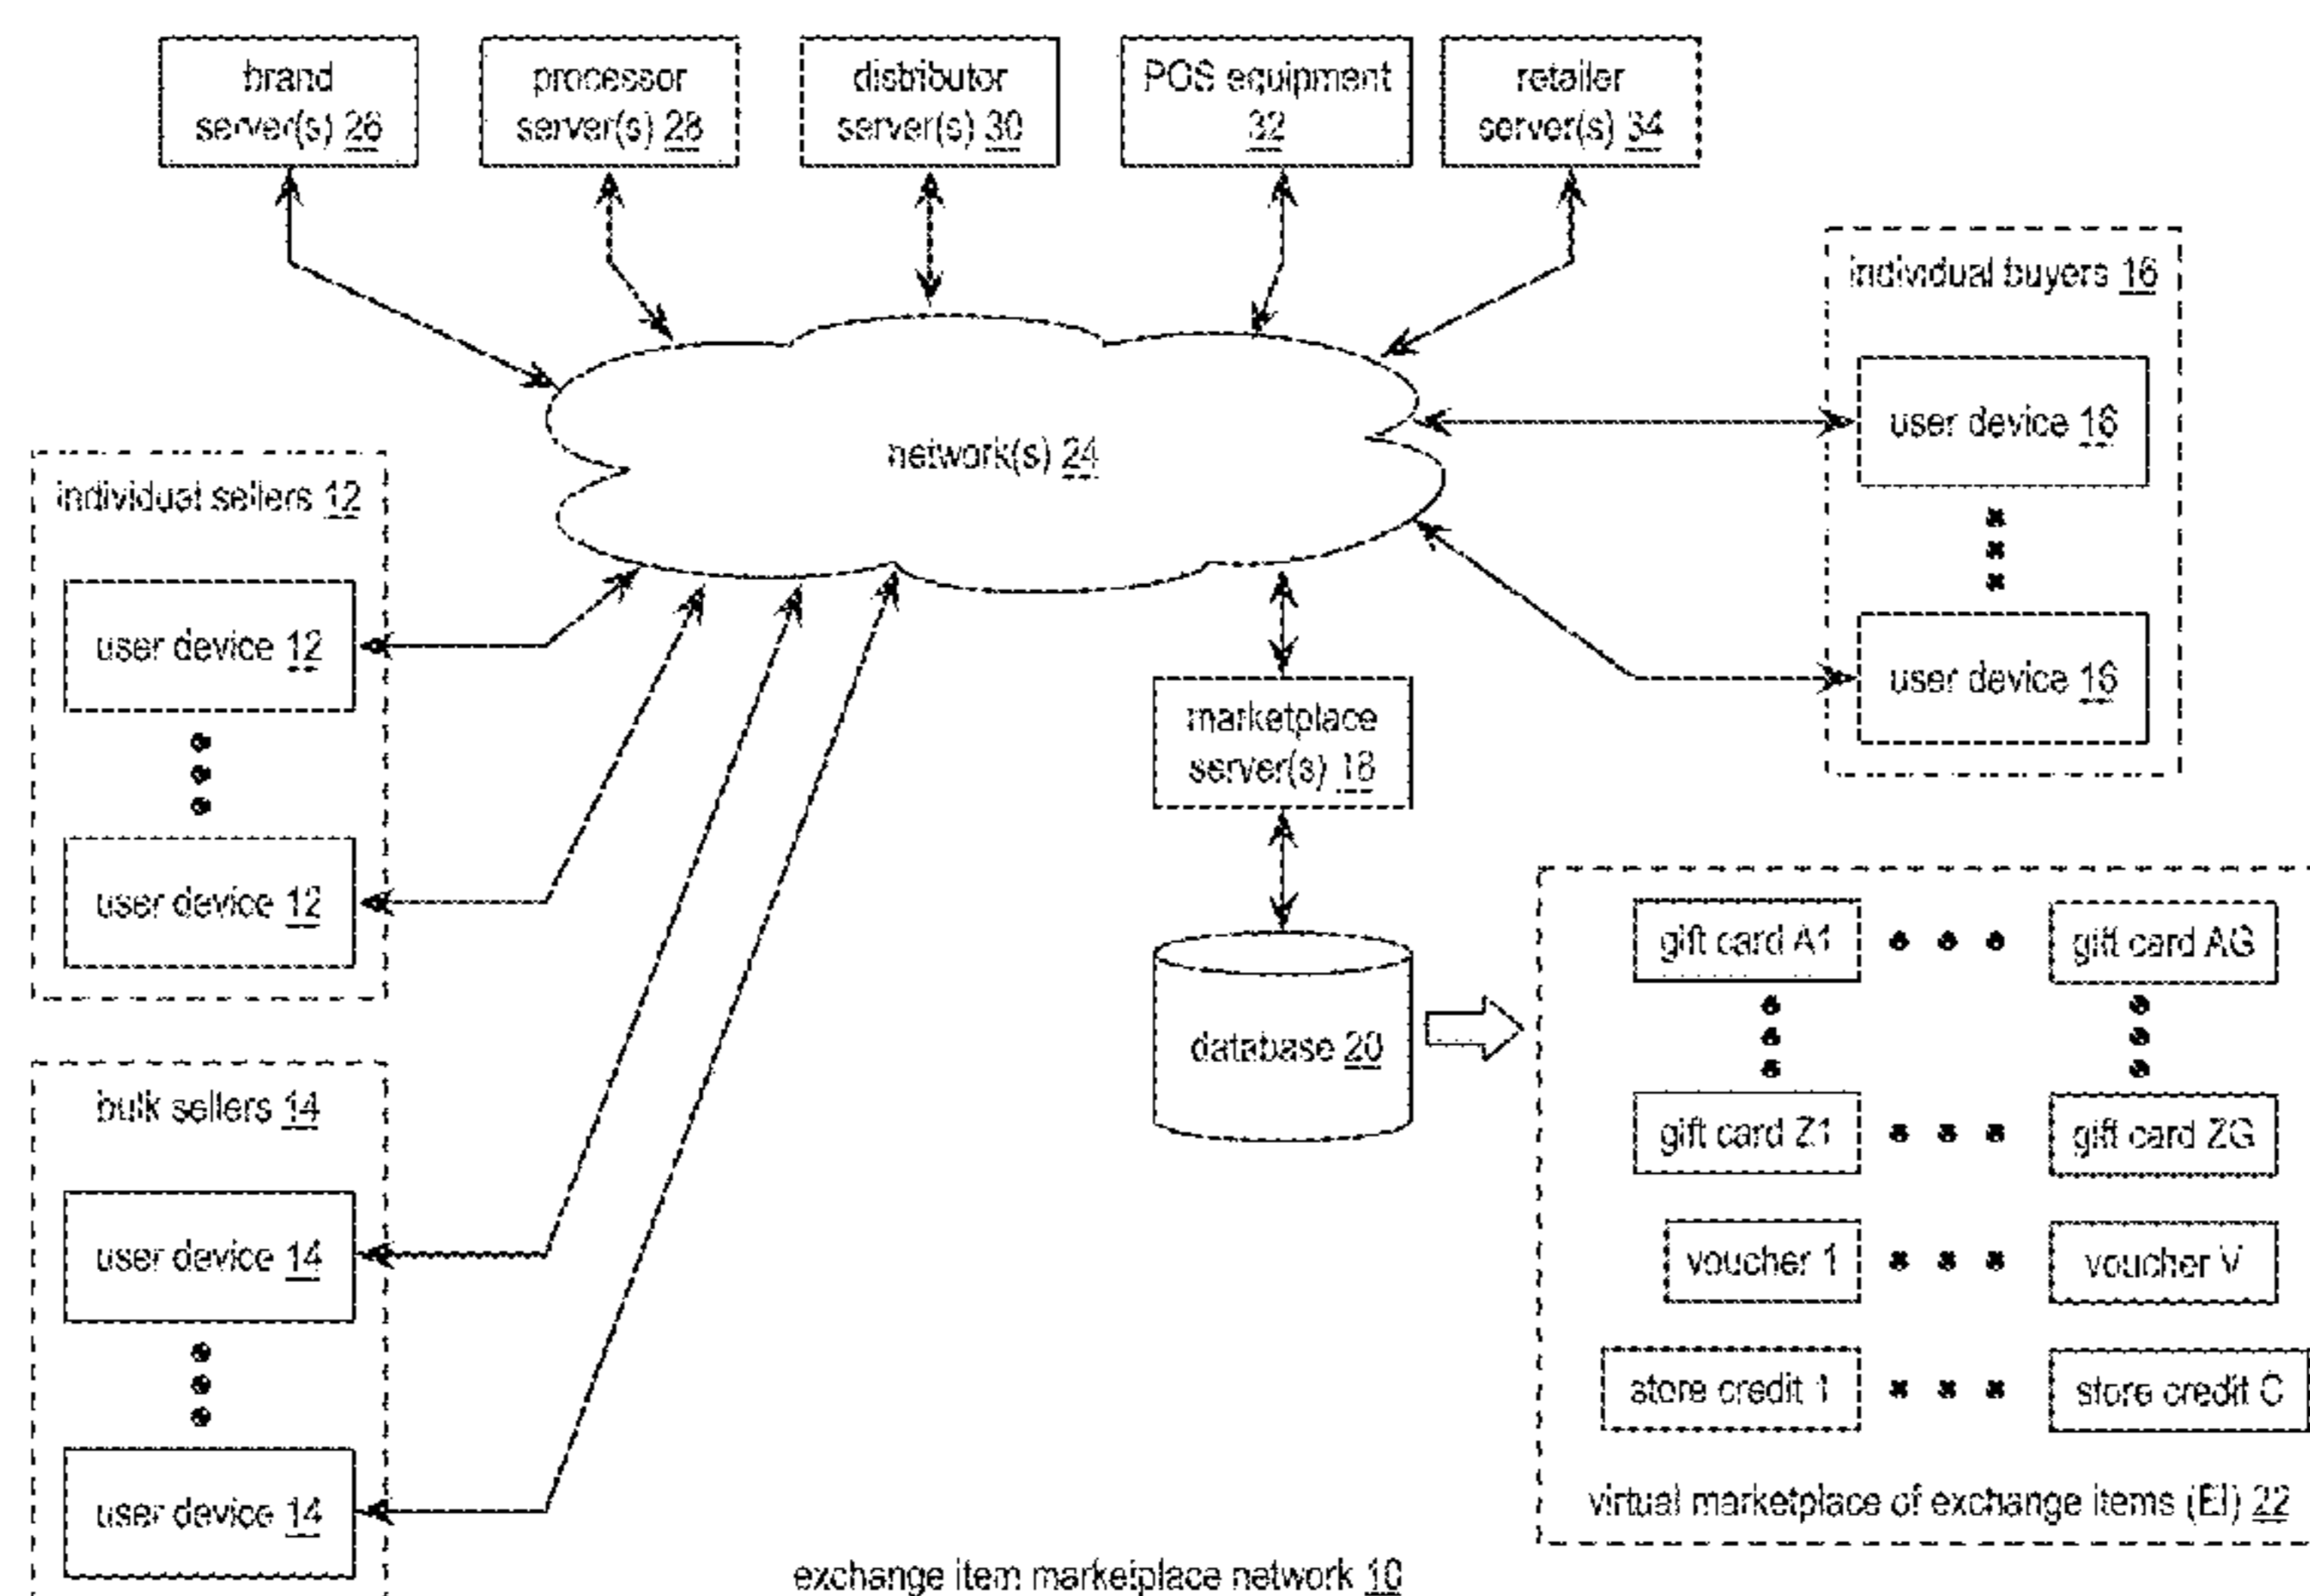 brand
server(s) 26
processor
server(s) 28
distributor
server(s) 30
POS equipment
32
retailer
server(s) 34
individual buyers 16
user device 16
user device 16
network(s) 24
individual sellers 12
user device 12
user device 12
marketplace
server(s) 18
database 20
bulk sellers 14
user device 14
user device 14
gift card A1
gift card AG
gift card Z1
gift card ZG
voucher 1
voucher V
store credit 1
store credit C
virtual marketplace of exchange items (EI) 22
exchange item marketplace network 10